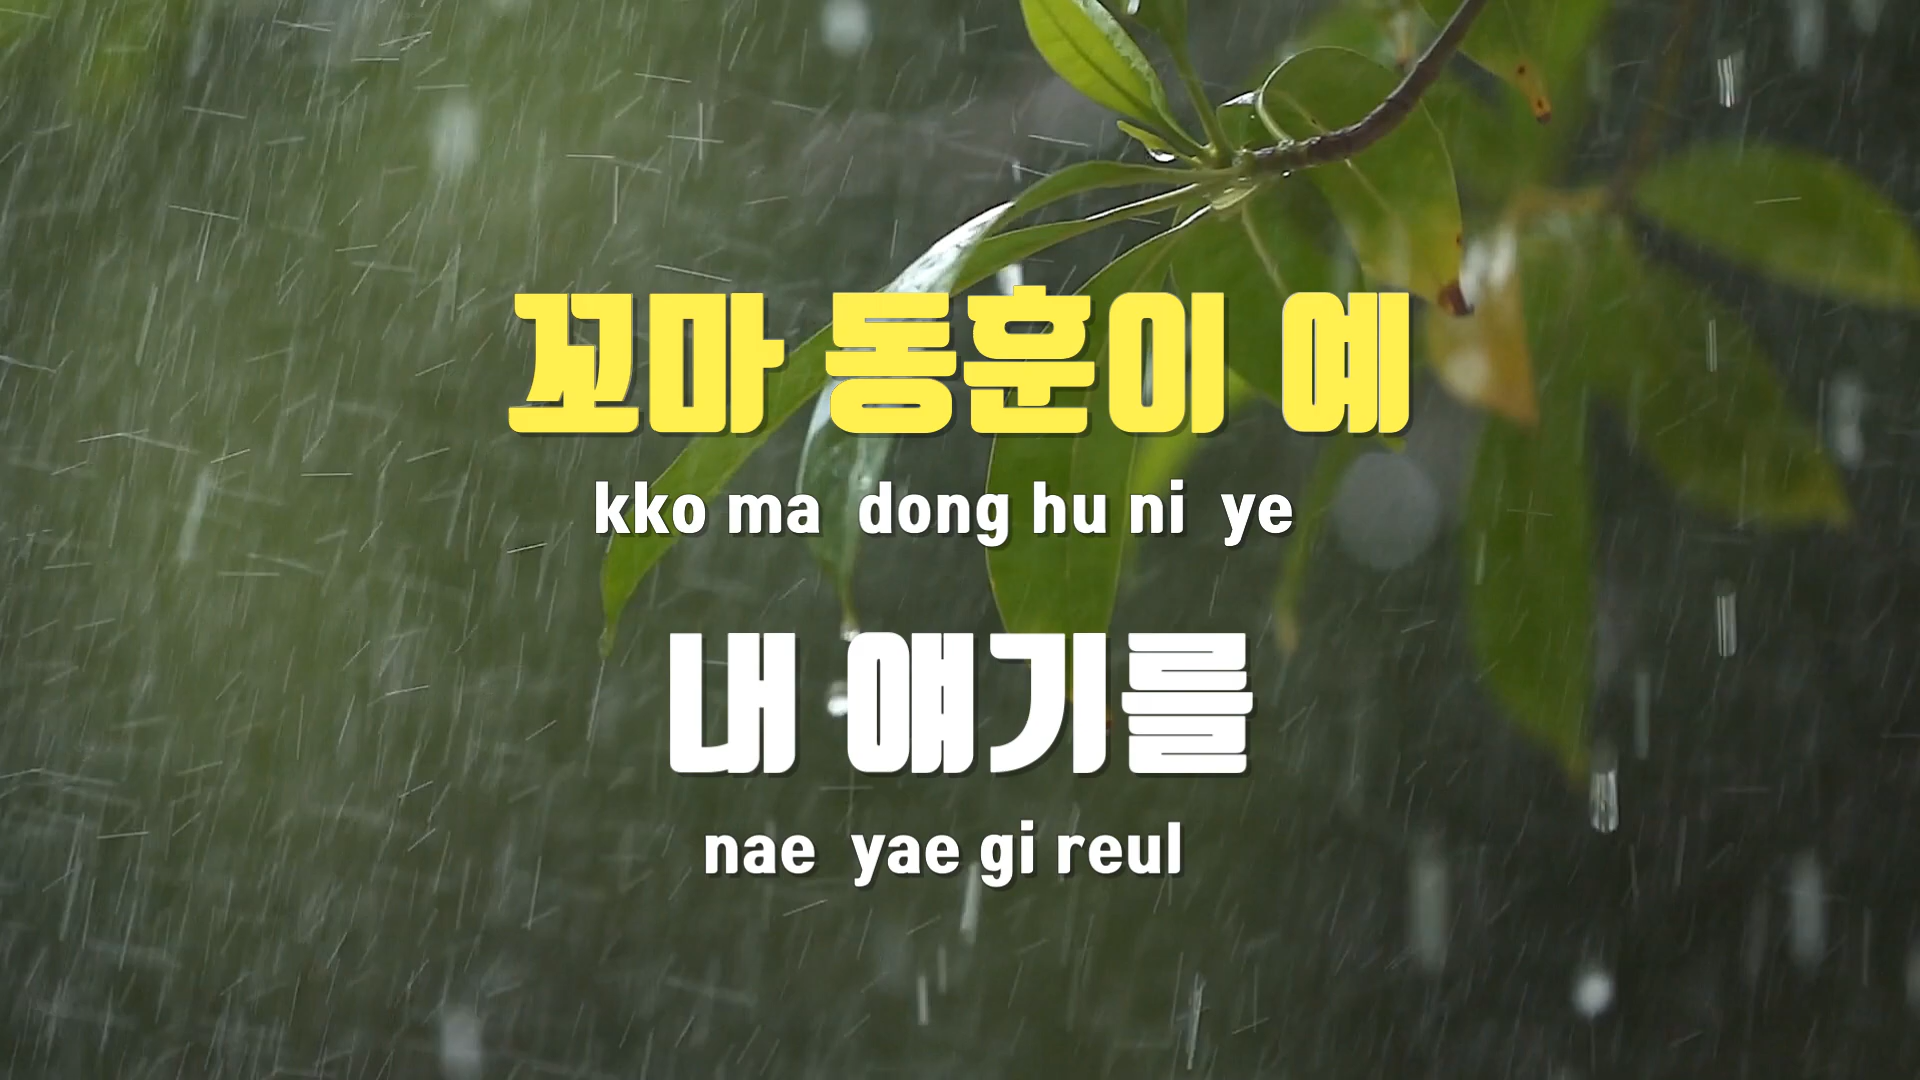 꼬마 동훈이 예
kko ma dong hu ni ye
내 얘기를
nae yae gi reul